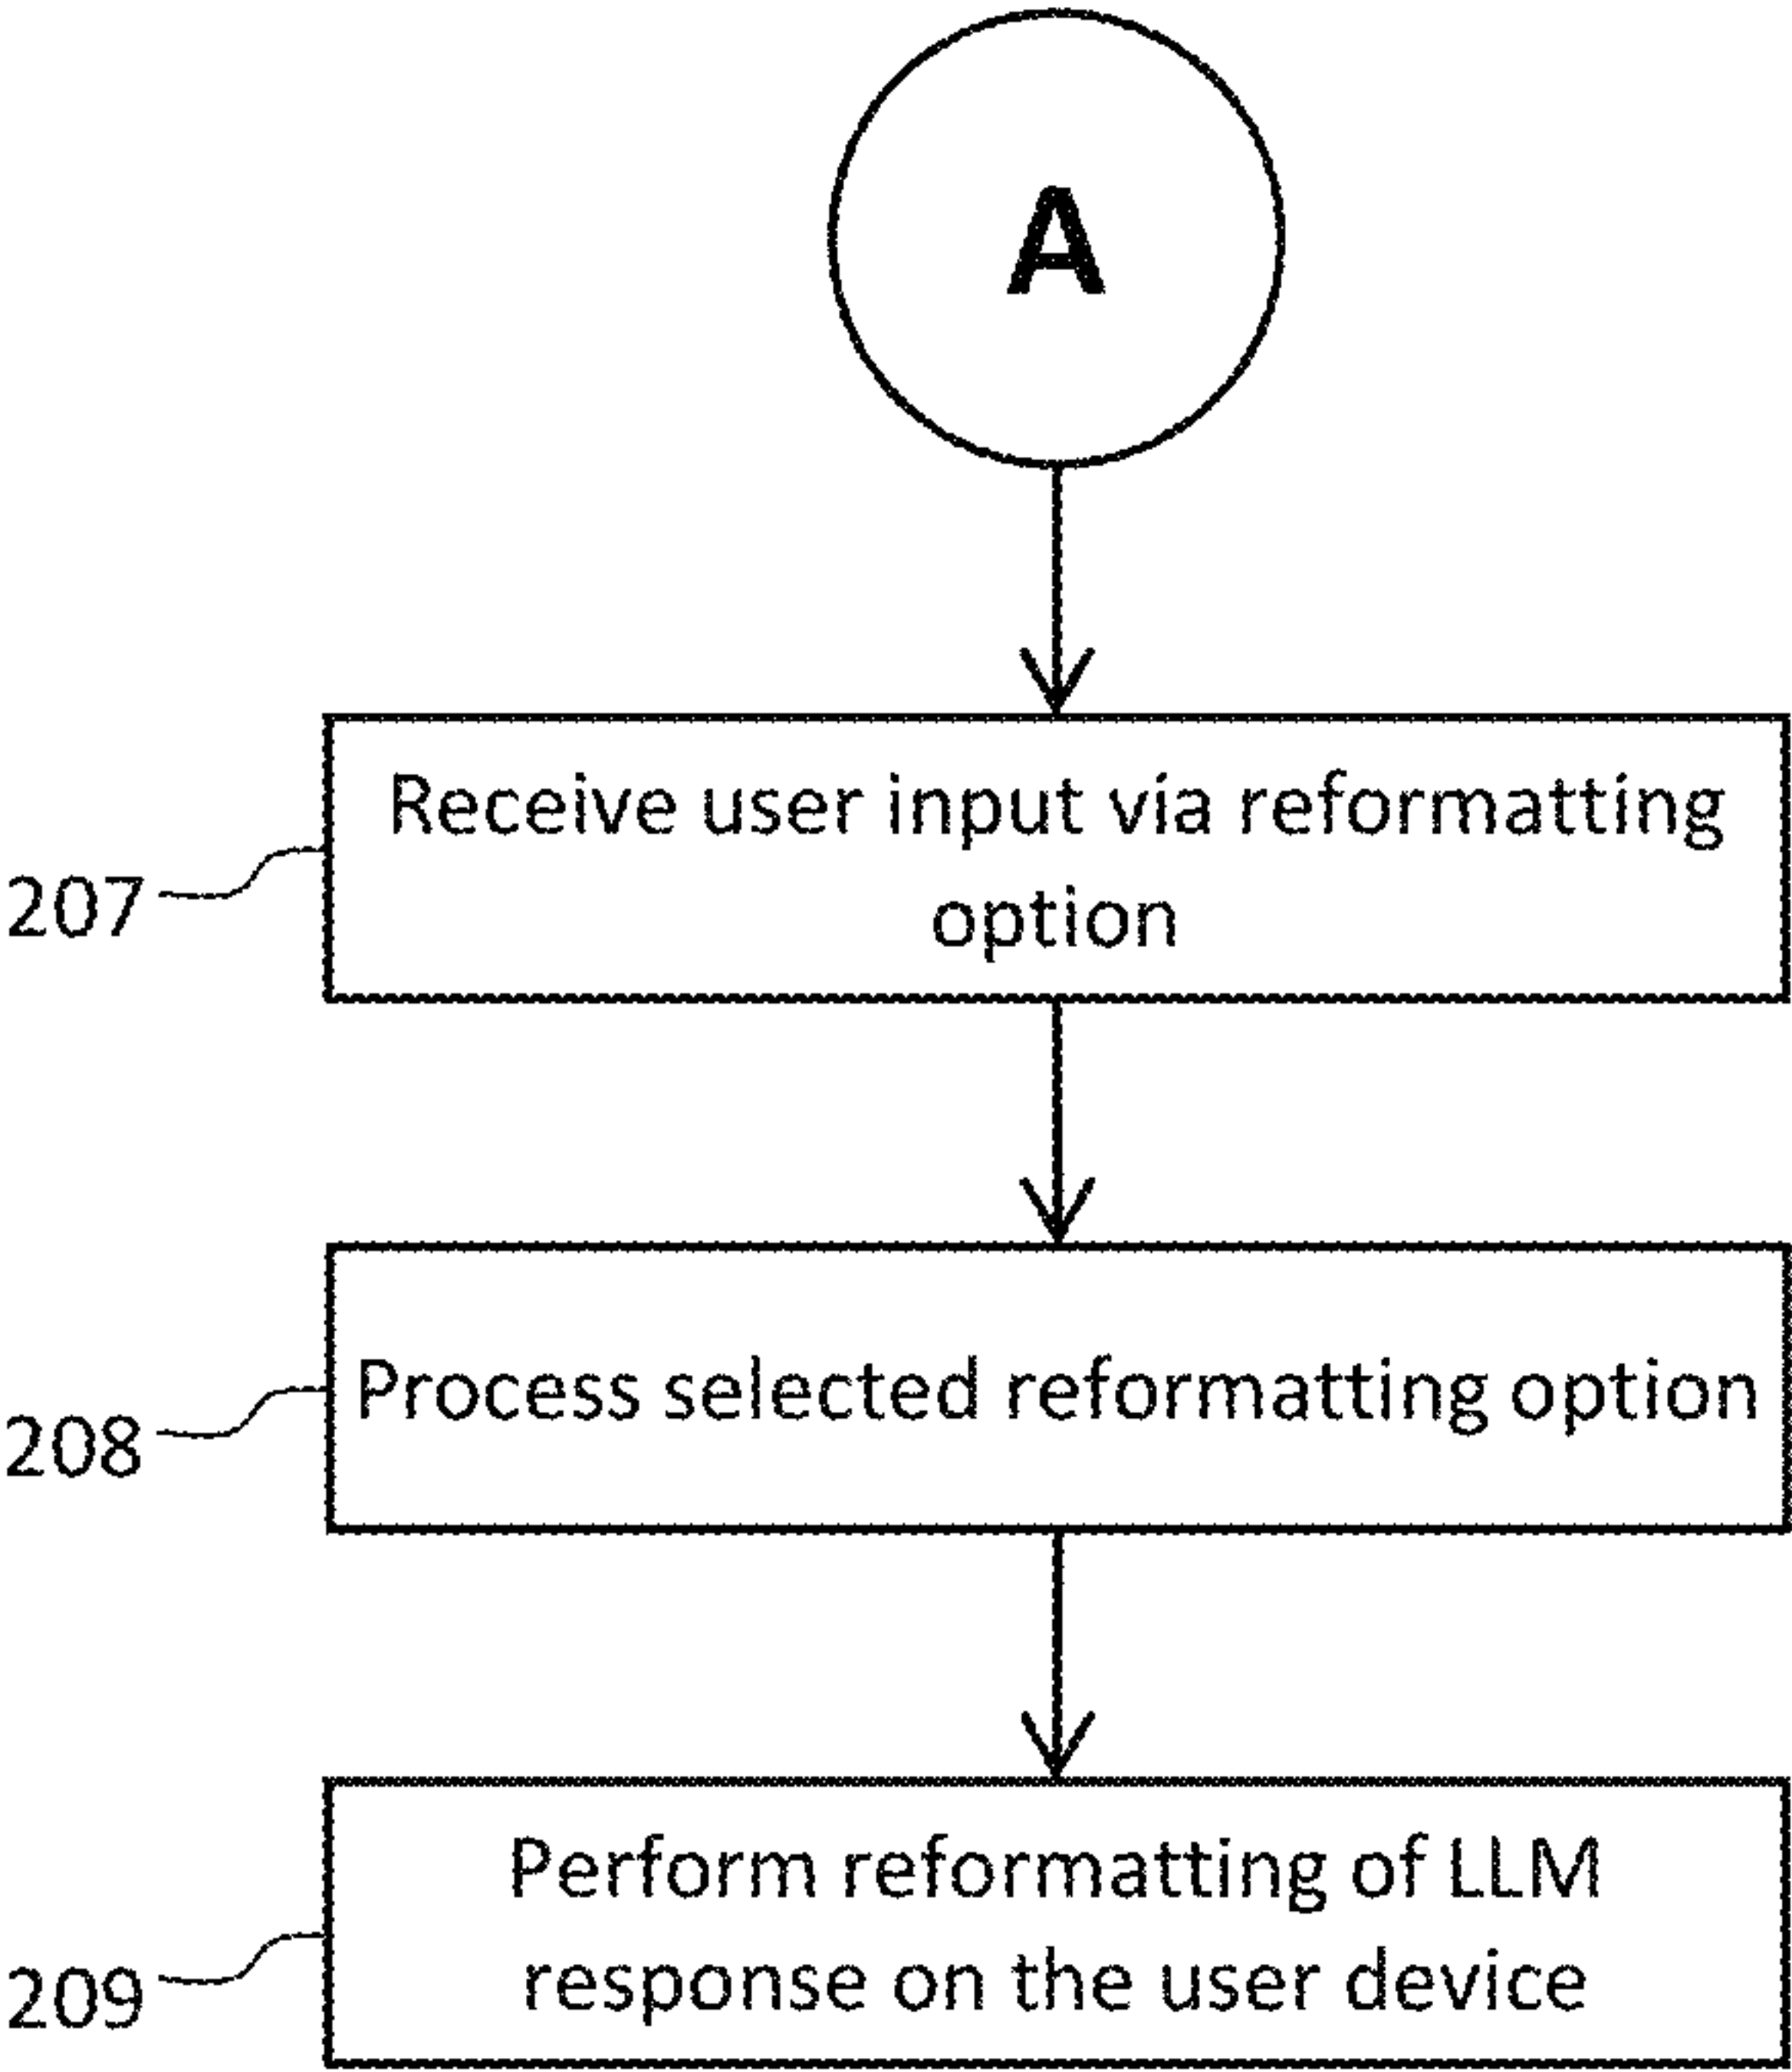 A
Receive user input via reformatting
option
207
Process selected reformatting option
208
Perform reformatting of LLM
response on the user device
209